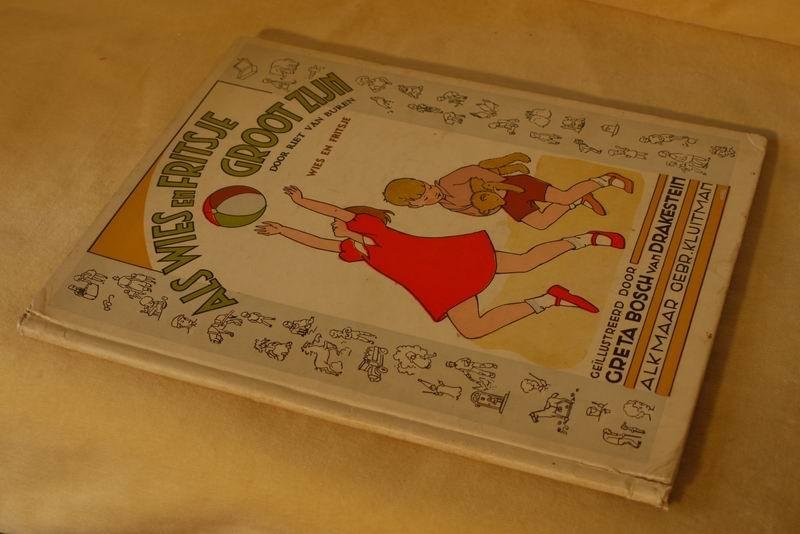 ALS WIES EN FRITSJE
GROOT ZIJN
DOOR RIET VAN BUREN
WIES EN FRITSJE
GEÏLLUSTREERD DOOR
GRETA BOSCH VAN DRAKESTEIN
ALKMAAR GEBR. KLUITMAN